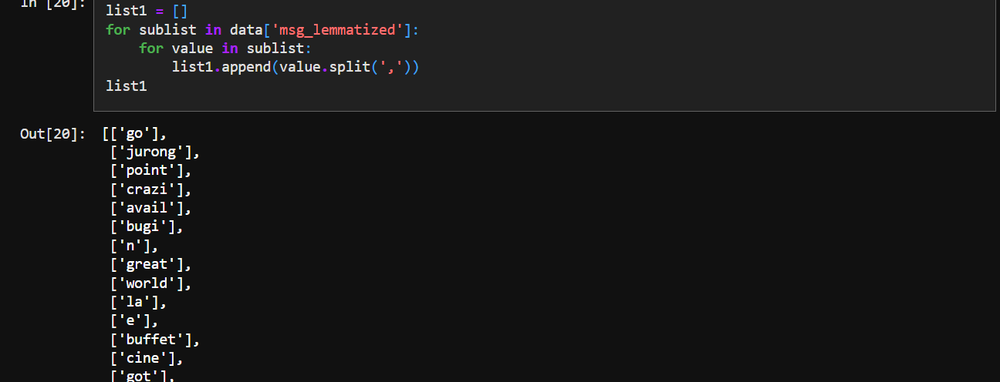 In [20]:
list1 = []
for sublist in data['msg_lemmatized']:
    for value in sublist:
        list1.append(value.split(','))
list1
Out[20]: [['go'],
 ['jurong'],
 ['point'],
 ['crazi'],
 ['avail'],
 ['bugi'],
 ['n'],
 ['great'],
 ['world'],
 ['la'],
 ['e'],
 ['buffet'],
 ['cine'],
 ['got'],